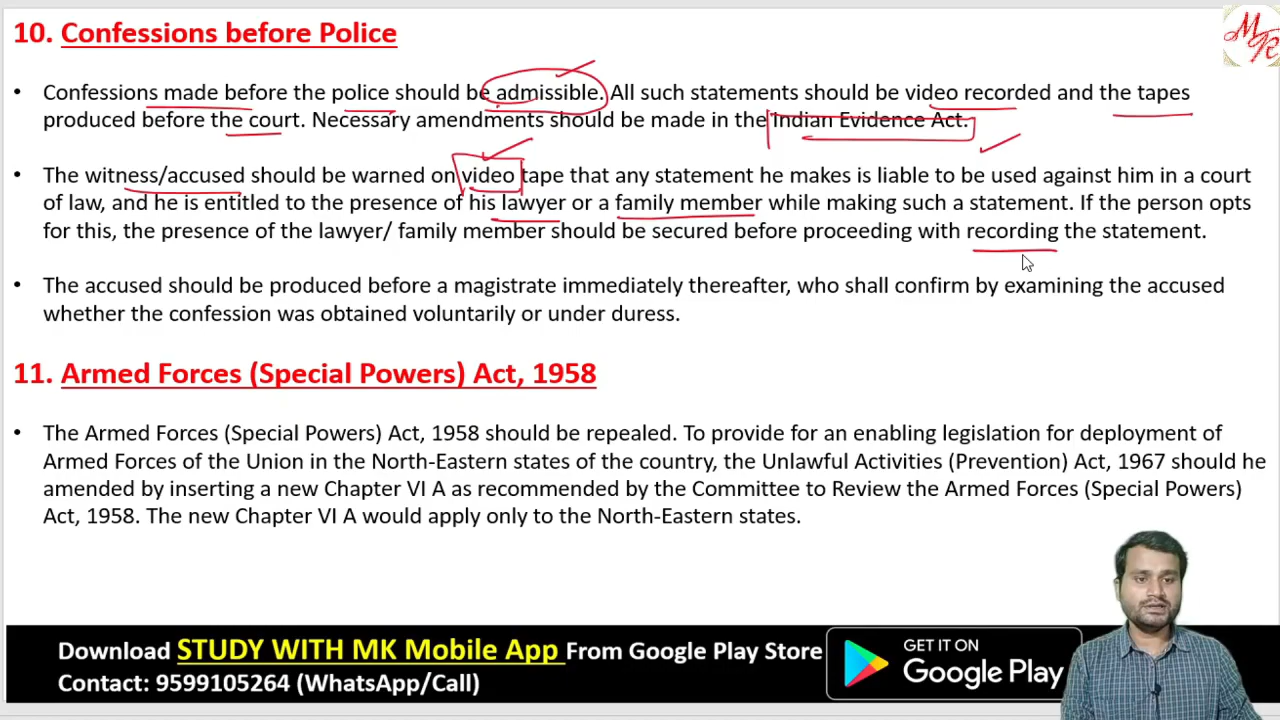 10. Confessions before Police
MK
• Confessions made before the police should be admissible. All such statements should be video recorded and the tapes
produced before the court. Necessary amendments should be made in the Indian Evidence Act.
• The witness/accused should be warned on video tape that any statement he makes is liable to be used against him in a court
of law, and he is entitled to the presence of his lawyer or a family member while making such a statement. If the person opts
for this, the presence of the lawyer/ family member should be secured before proceeding with recording the statement.
• The accused should be produced before a magistrate immediately thereafter, who shall confirm by examining the accused
whether the confession was obtained voluntarily or under duress.
11. Armed Forces (Special Powers) Act, 1958
• The Armed Forces (Special Powers) Act, 1958 should be repealed. To provide for an enabling legislation for deployment of
Armed Forces of the Union in the North-Eastern states of the country, the Unlawful Activities (Prevention) Act, 1967 should he
amended by inserting a new Chapter VI A as recommended by the Committee to Review the Armed Forces (Special Powers)
Act, 1958. The new Chapter VI A would apply only to the North-Eastern states.
Download STUDY WITH MK Mobile App From Google Play Store
Contact: 9599105264 (WhatsApp/Call)
GET IT ON
Google Play